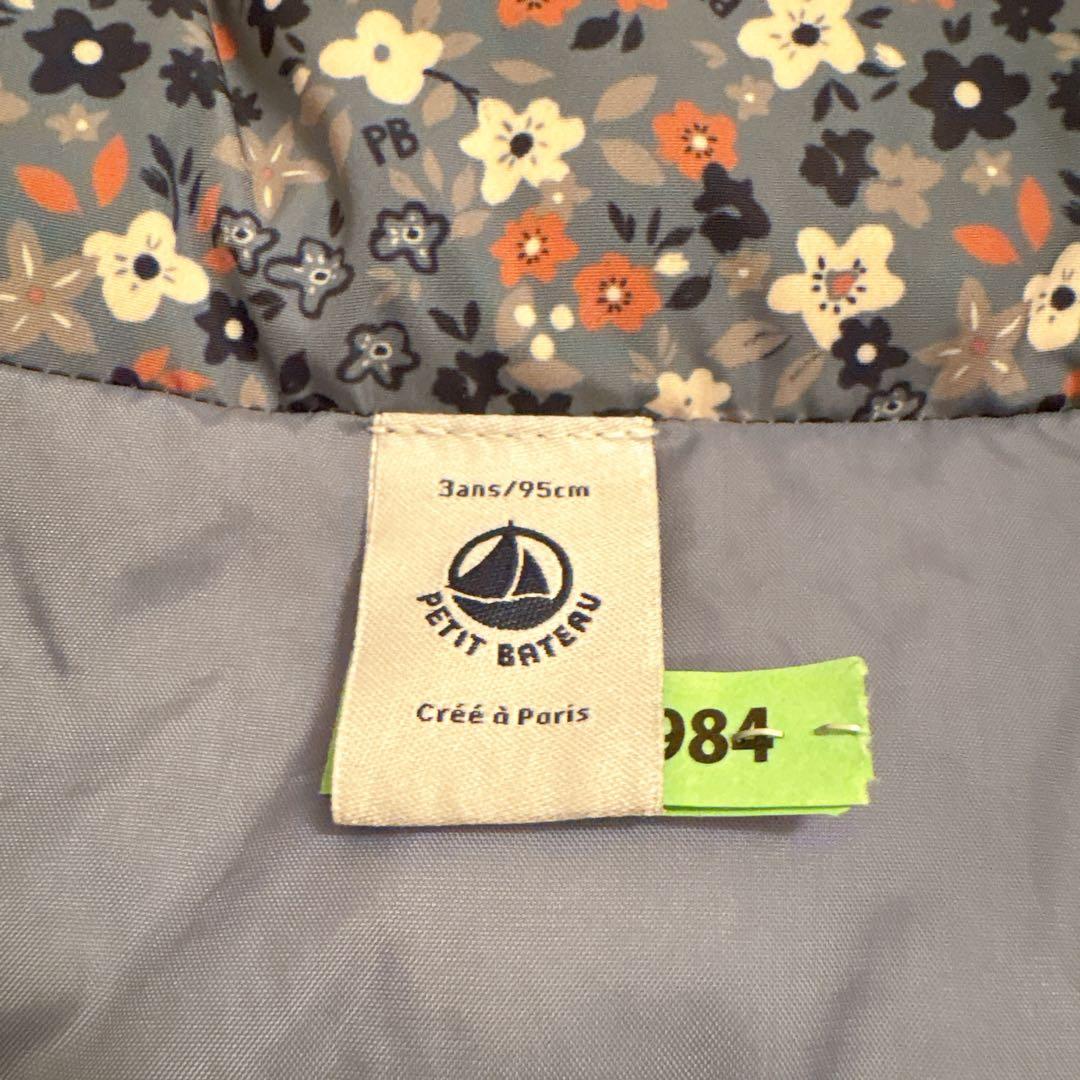 PB
3ans/95cm
PETIT BATEAU
Créé à Paris
984